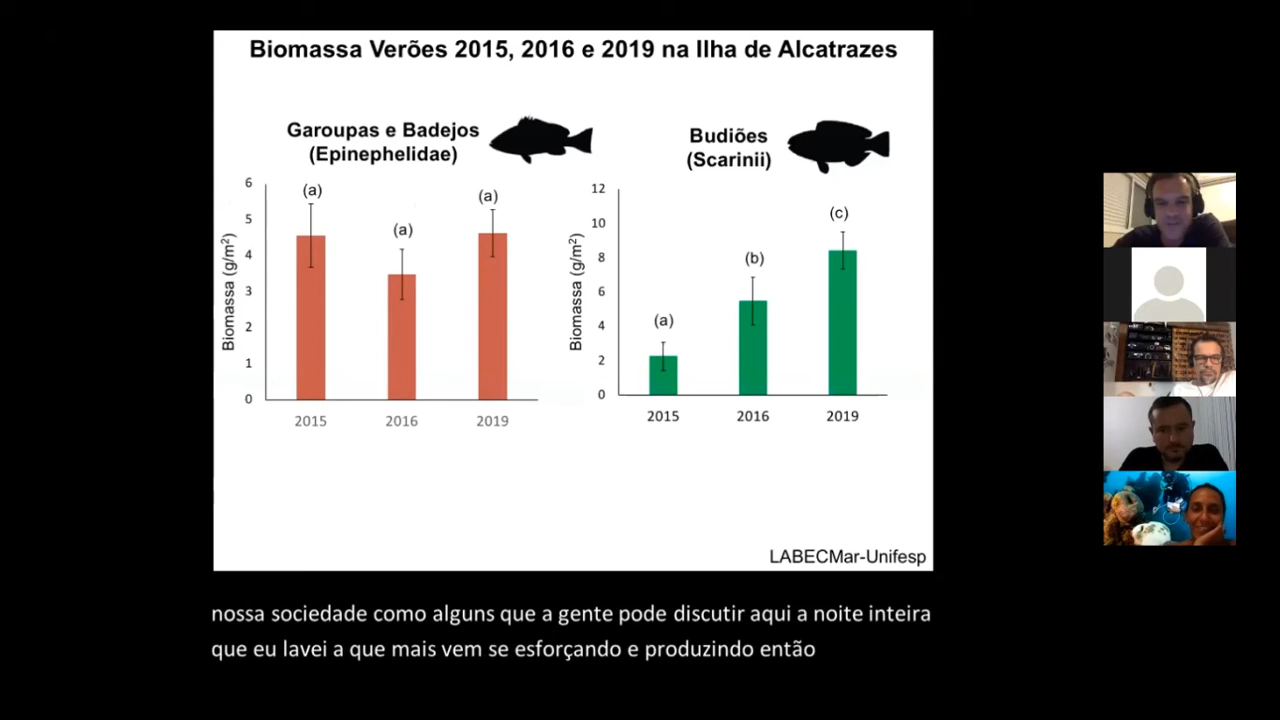 Biomassa Verões 2015, 2016 e 2019 na Ilha de Alcatrazes
Garoupas e Badejos
(Epinephelidae)
Biomassa (g/m²)
6
5
4
3
2
1
0
(a)
(a)
(a)
2015
2016
2019
Budiões
(Scarinii)
Biomassa (g/m²)
12
10
8
6
4
2
0
(a)
(b)
(c)
2015
2016
2019
LABECMar-Unifesp
nossa sociedade como alguns que a gente pode discutir aqui a noite inteira
que eu lavei a que mais vem se esforçando e produzindo então